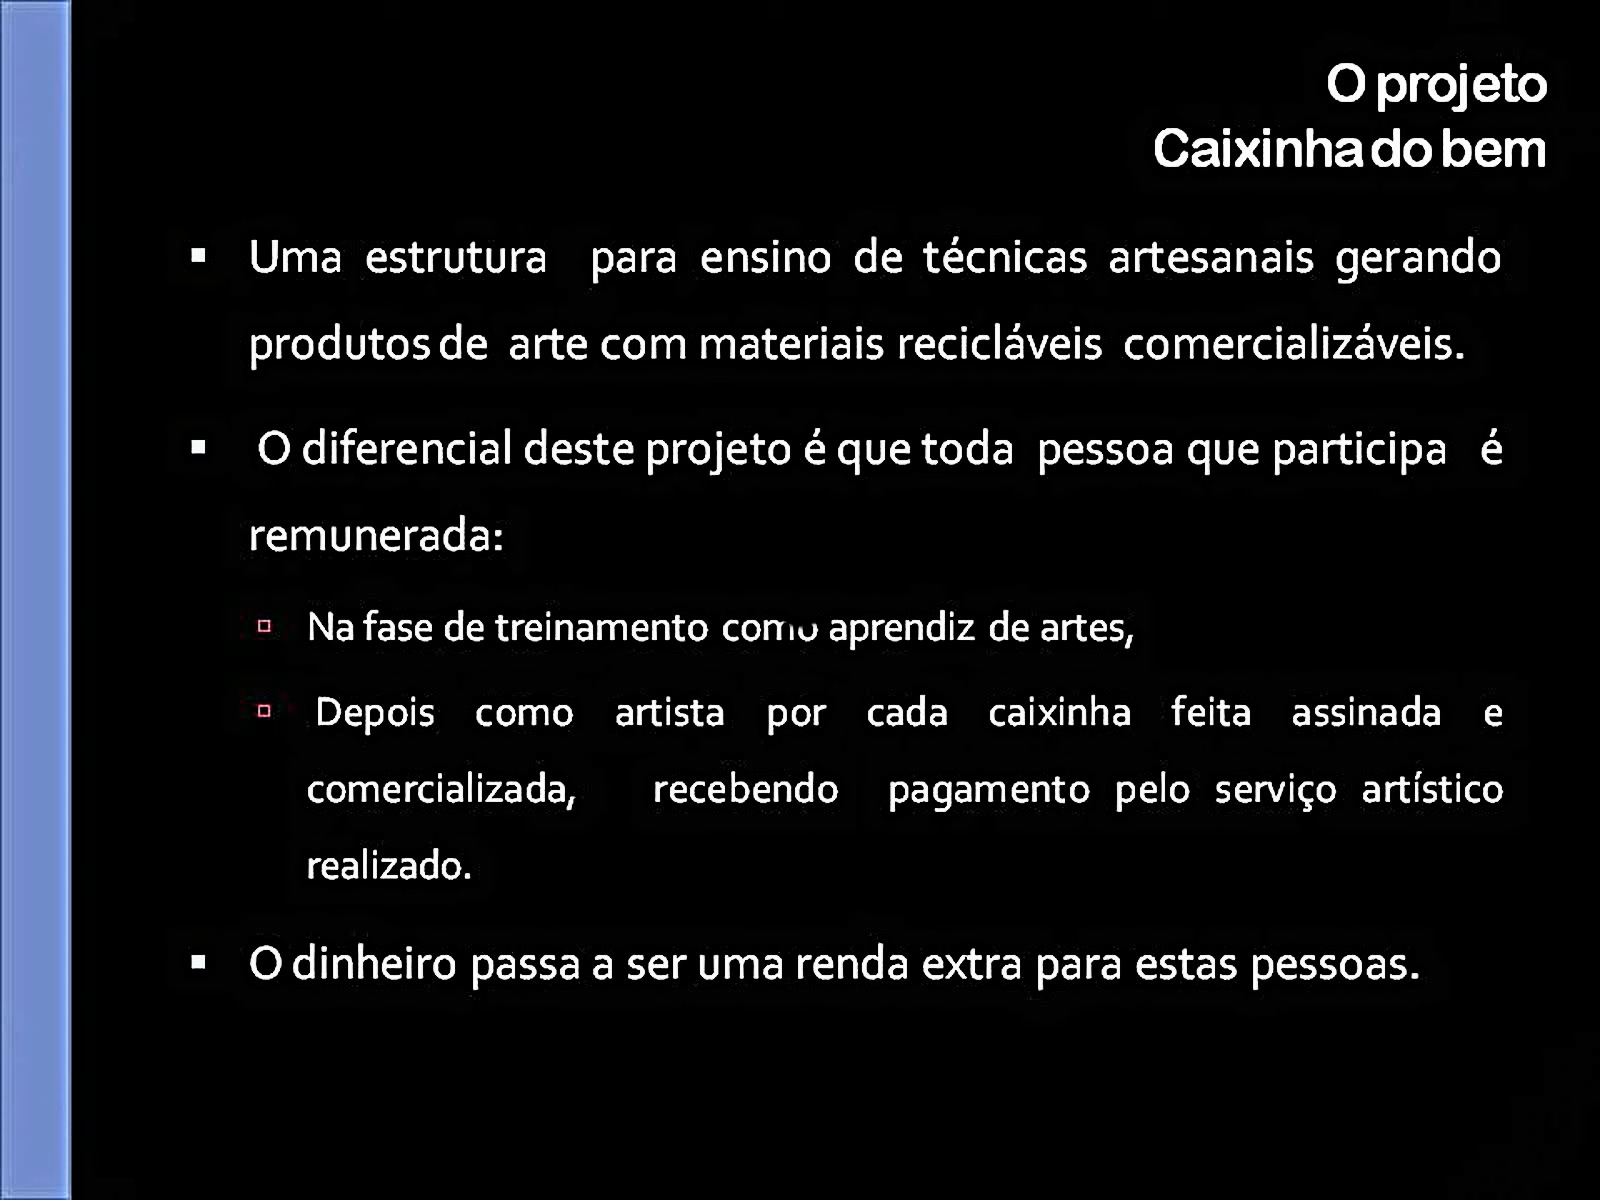 O projeto
Caixinha do bem
▪ Uma estrutura para ensino de técnicas artesanais gerando
produtos de arte com materiais recicláveis comercializáveis.
▪ O diferencial deste projeto é que toda pessoa que participa é
remunerada:
▫ Na fase de treinamento como aprendiz de artes,
▫ Depois como artista por cada caixinha feita assinada e
comercializada, recebendo pagamento pelo serviço artístico
realizado.
▪ O dinheiro passa a ser uma renda extra para estas pessoas.